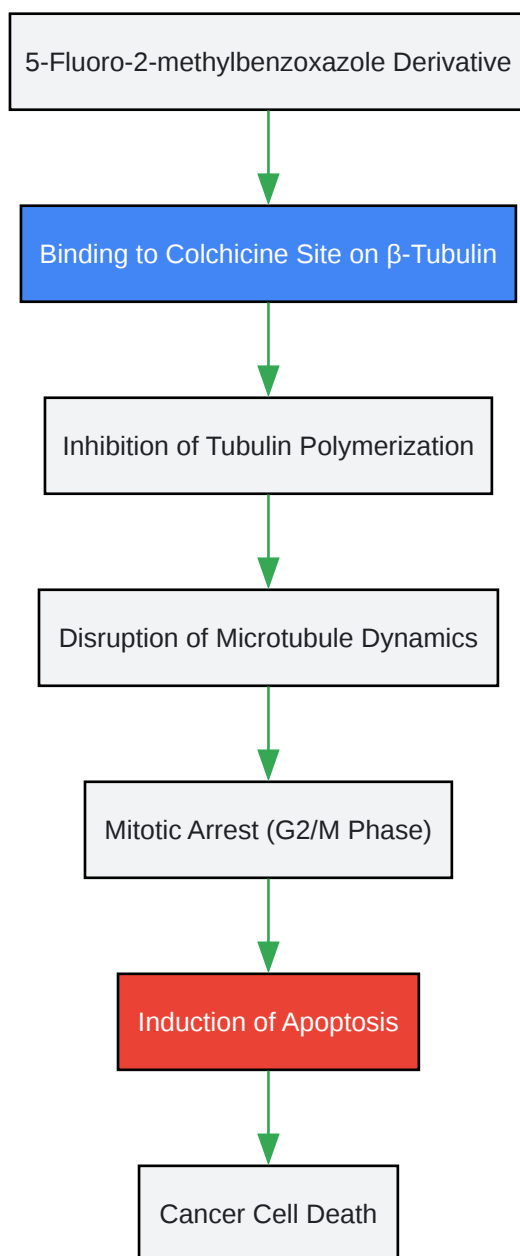 5-Fluoro-2-methylbenzoxazole Derivative
Binding to Colchicine Site on β-Tubulin
Inhibition of Tubulin Polymerization
Disruption of Microtubule Dynamics
Mitotic Arrest (G2/M Phase)
Induction of Apoptosis
Cancer Cell Death